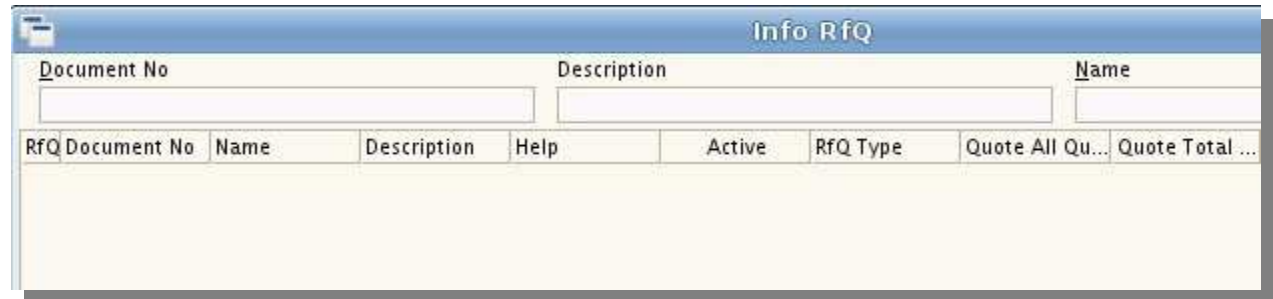 Info RfQ
Document No Description Name
RfQ Document No Name Description Help Active RfQ Type Quote All Qu... Quote Total ...